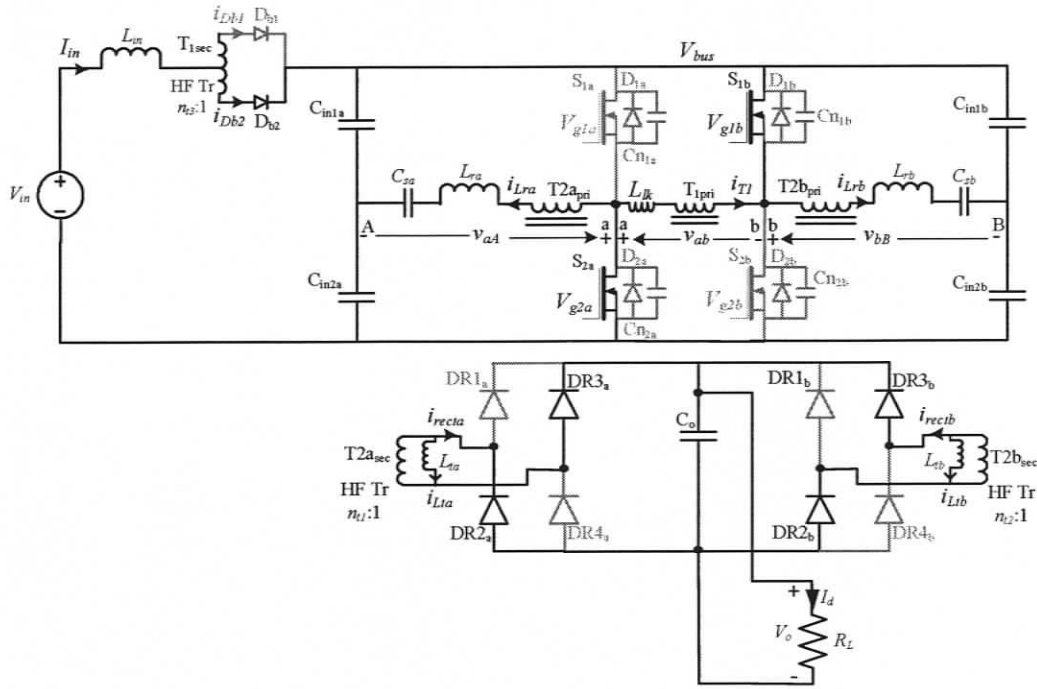 I_in
L_in
T_1sec
HF Tr
n_t3:1
i_Db1
D_b1
i_Db2
D_b2
V_in
+
-
V_bus
C_in1a
C_in2a
C_sa
L_ra
i_Lra
T2a_pri
L_lk
T_1pri
i_T1
T2b_pri
i_Lrb
L_rb
C_sb
C_in1b
C_in2b
S_1a
D_1a
V_g1a
Cn_1a
S_1b
D_1b
V_g1b
Cn_1b
A
-
v_aA
+
a
a
+
v_ab
b
-
b
+
v_bB
-
B
S_2a
D_2a
V_g2a
Cn_2a
S_2b
D_2b
V_g2b
Cn_2b
DR1_a
DR3_a
DR1_b
DR3_b
i_recta
T2a_sec
L_ta
HF Tr
i_Lta
n_t1:1
DR2_a
DR4_a
C_o
i_rectb
L_tb
T2b_sec
i_Ltb
HF Tr
n_t2:1
DR2_b
DR4_b
+
I_d
V_o
R_L
-